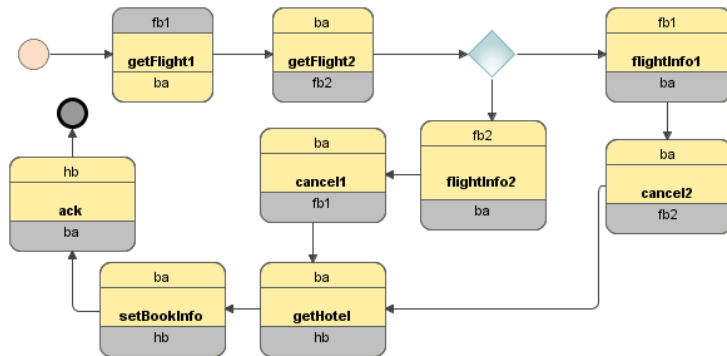 fb1
getFlight1
ba
ba
getFlight2
fb2
fb1
flightInfo1
ba
fb2
flightInfo2
ba
ba
cancel1
fb1
ba
cancel2
fb2
hb
ack
ba
ba
setBookInfo
hb
ba
getHotel
hb